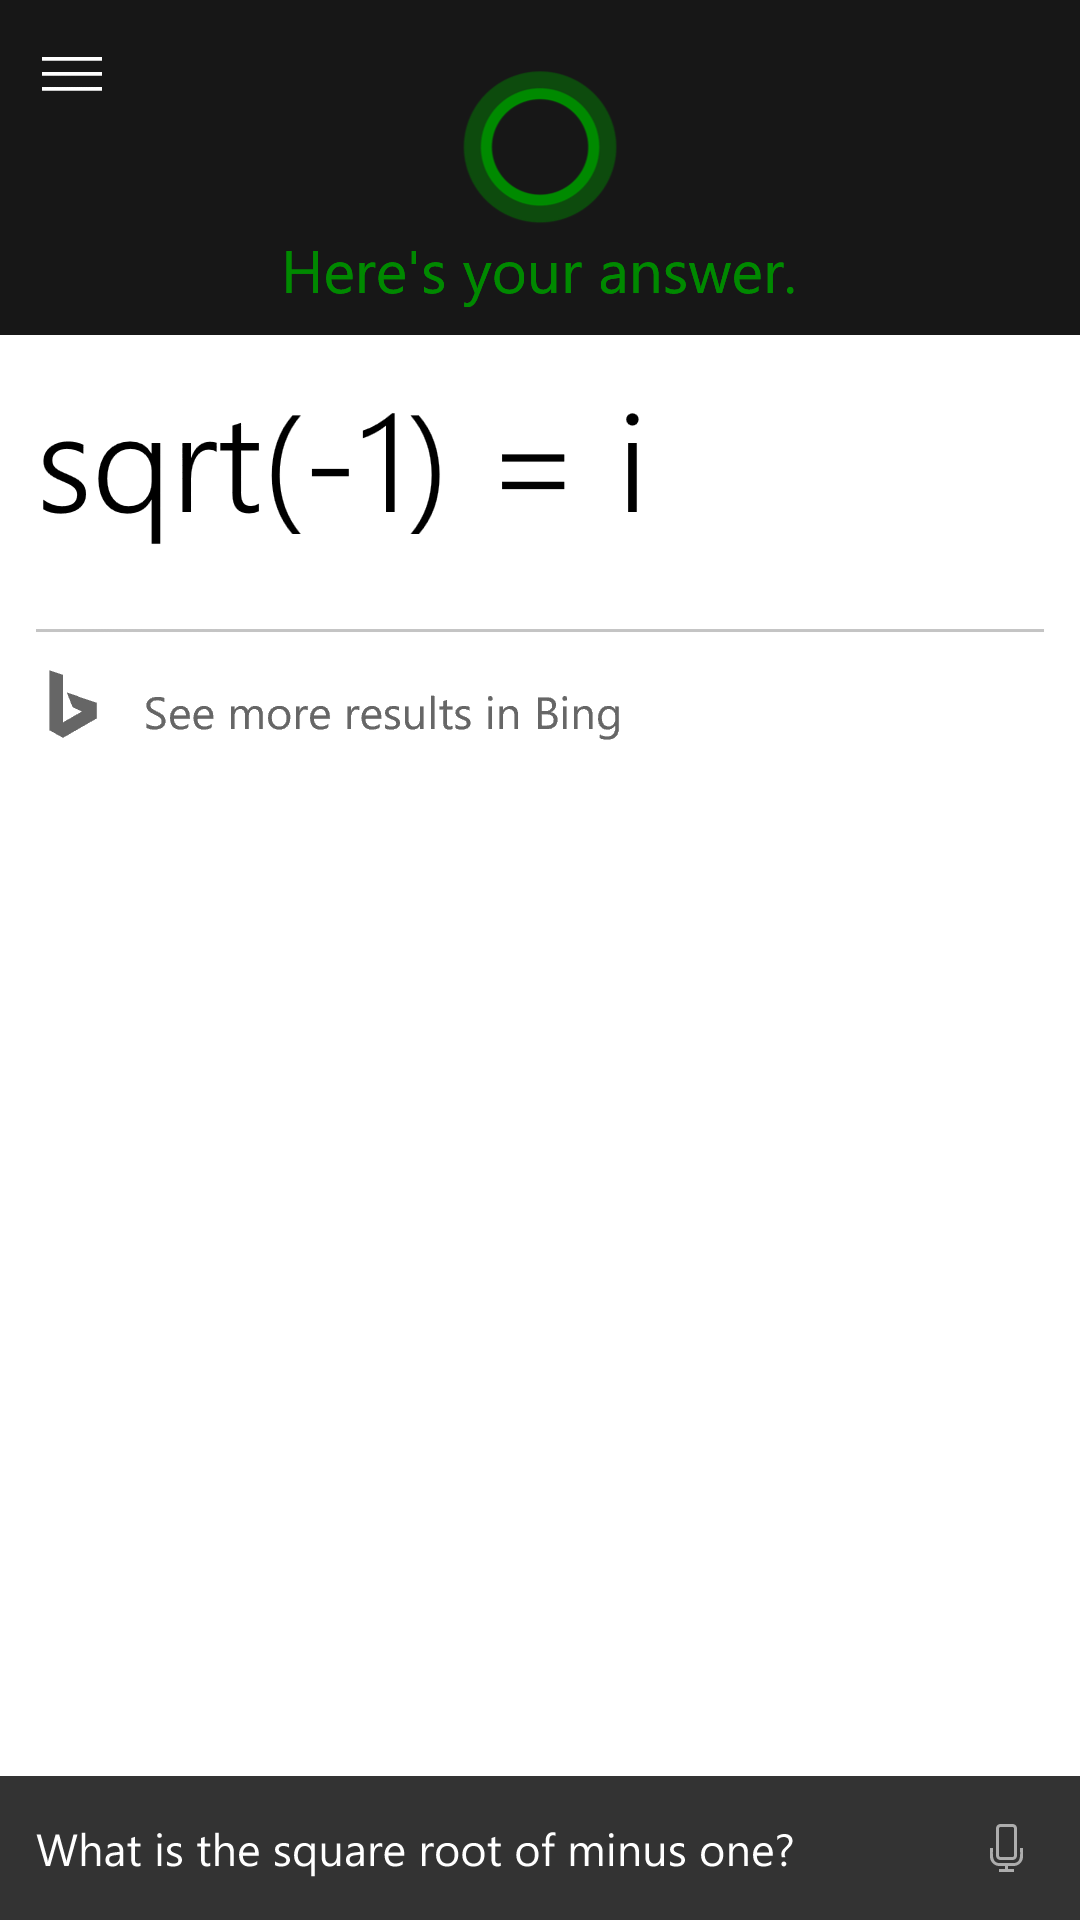 Here's your answer.
sqrt(-1) = i
See more results in Bing
What is the square root of minus one?